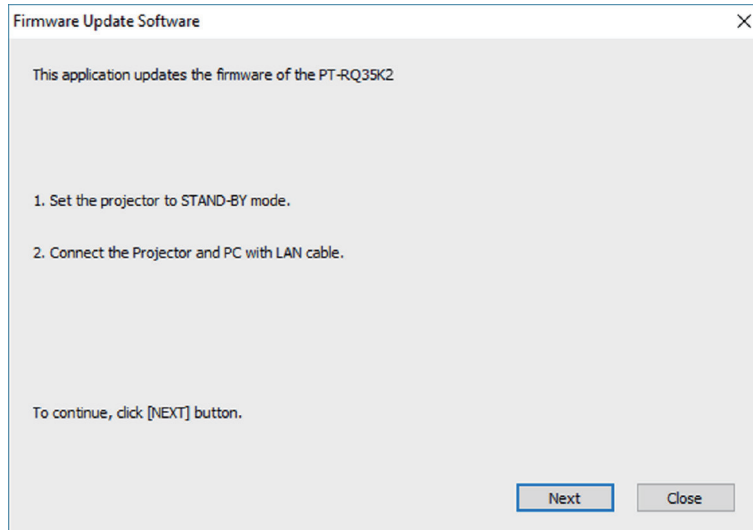 Firmware Update Software
This application updates the firmware of the PT-RQ35K2
1. Set the projector to STAND-BY mode.
2. Connect the Projector and PC with LAN cable.
To continue, click [NEXT] button.
Next
Close